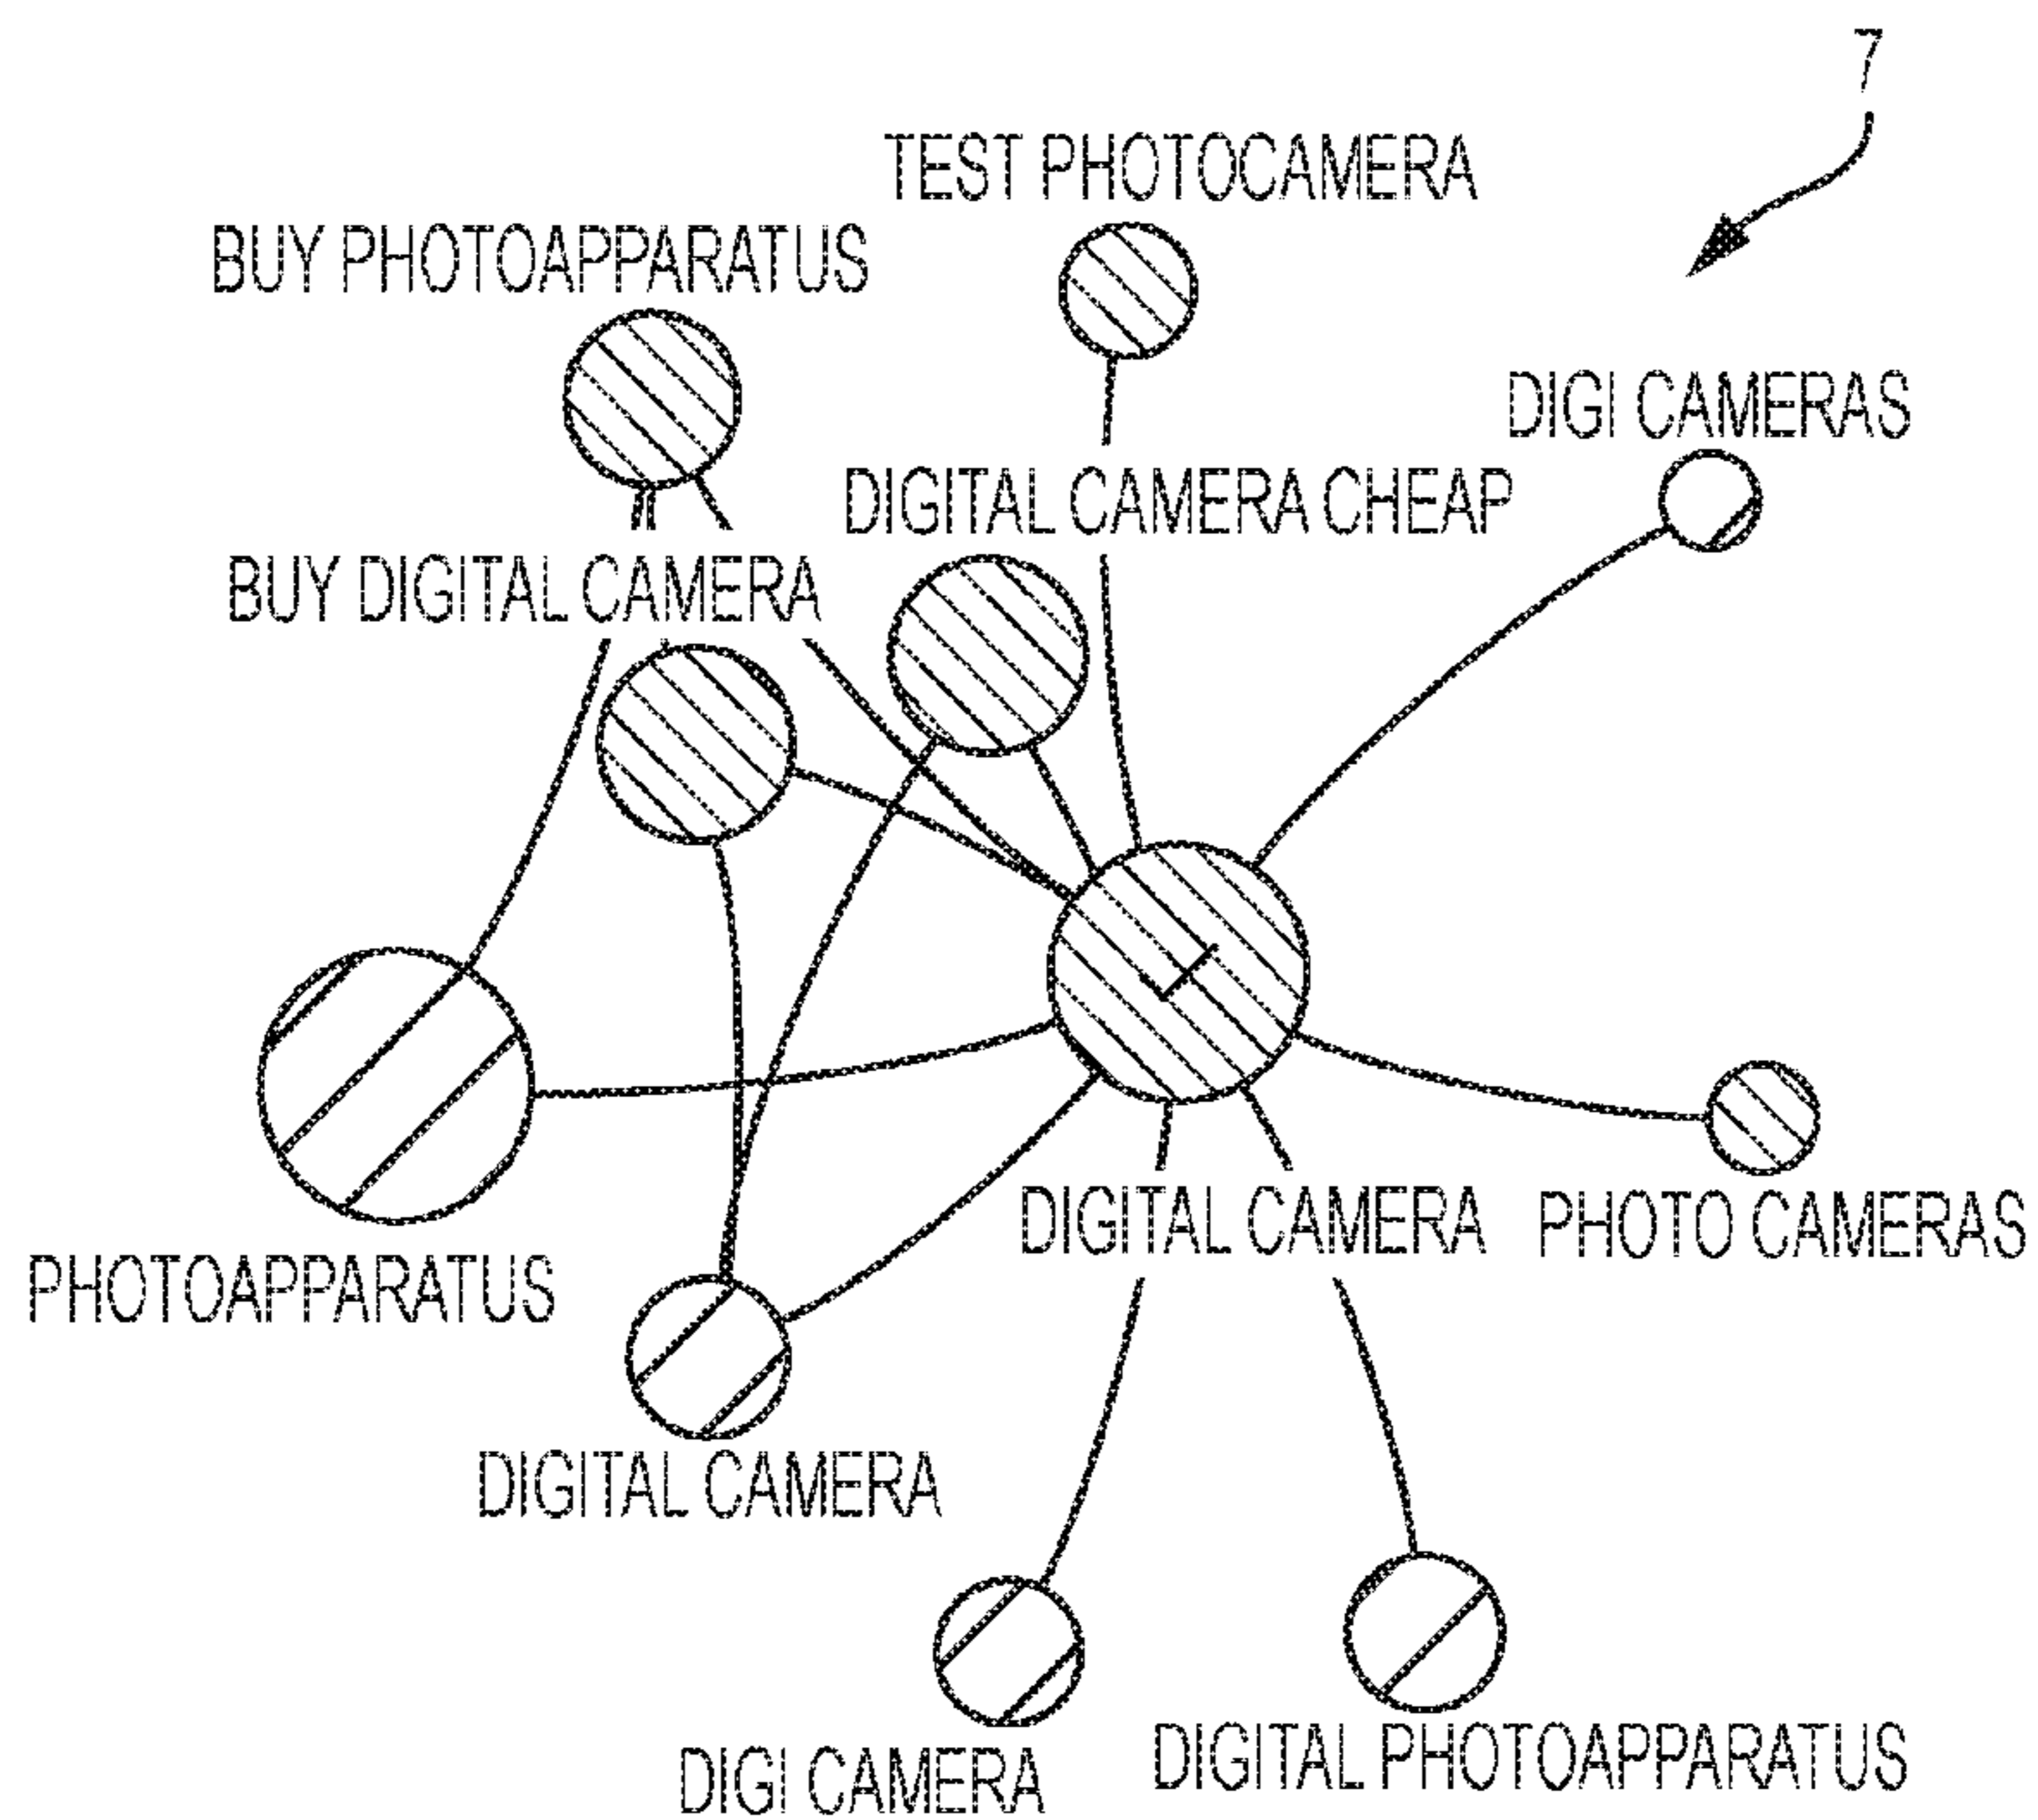 7
TEST PHOTOCAMERA
BUY PHOTOAPPARATUS
DIGI CAMERAS
DIGITAL CAMERA CHEAP
BUY DIGITAL CAMERA
DIGITAL CAMERA
PHOTO CAMERAS
PHOTOAPPARATUS
DIGITAL CAMERA
DIGITAL PHOTOAPPARATUS
DIGI CAMERA